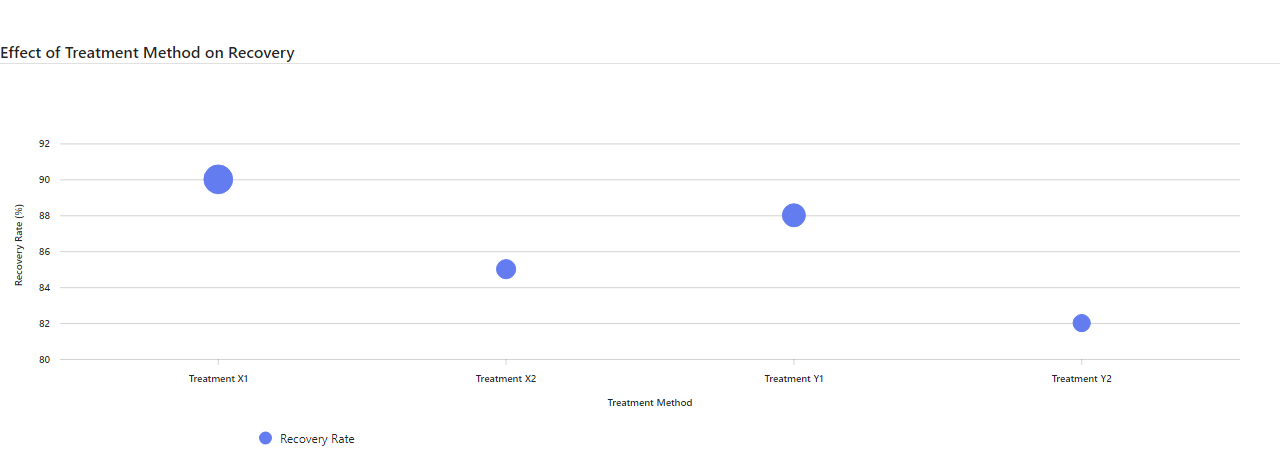 Effect of Treatment Method on Recovery
92
90
88
86
84
82
80
Recovery Rate (%)
Treatment X1 Treatment X2 Treatment Y1 Treatment Y2
Treatment Method
Recovery Rate